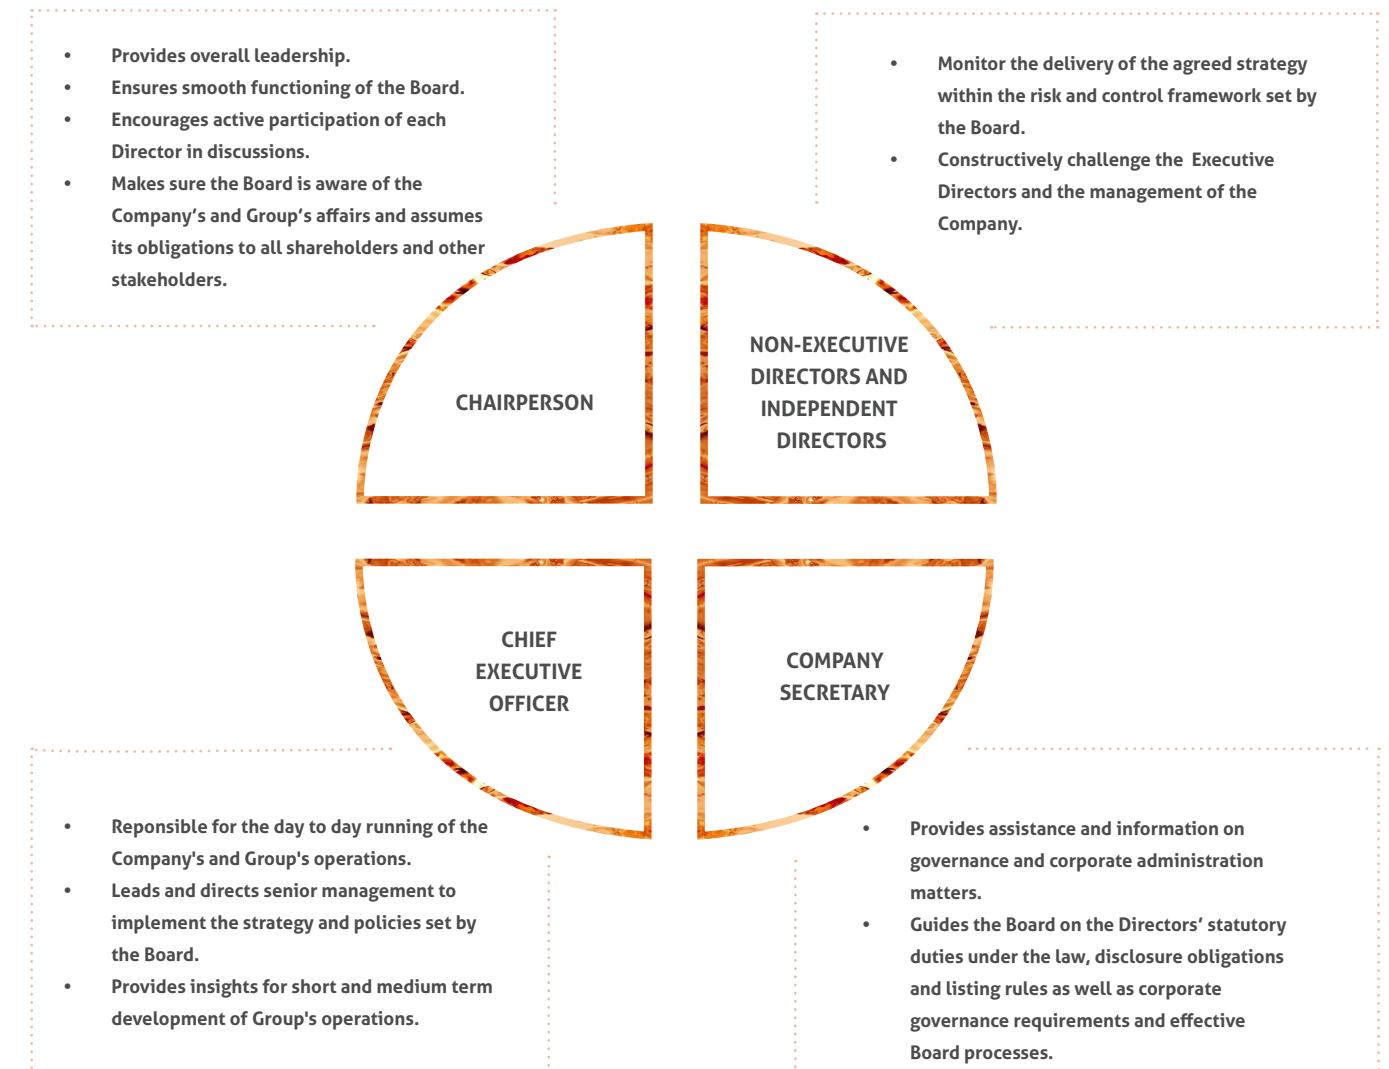 • Provides overall leadership.
• Ensures smooth functioning of the Board.
• Encourages active participation of each
Director in discussions.
• Makes sure the Board is aware of the
Company’s and Group’s affairs and assumes
its obligations to all shareholders and other
stakeholders.
• Monitor the delivery of the agreed strategy
within the risk and control framework set by
the Board.
• Constructively challenge the Executive
Directors and the management of the
Company.
CHAIRPERSON
NON-EXECUTIVE
DIRECTORS AND
INDEPENDENT
DIRECTORS
CHIEF
EXECUTIVE
OFFICER
COMPANY
SECRETARY
• Reponsible for the day to day running of the
Company's and Group's operations.
• Leads and directs senior management to
implement the strategy and policies set by
the Board.
• Provides insights for short and medium term
development of Group's operations.
• Provides assistance and information on
governance and corporate administration
matters.
• Guides the Board on the Directors’ statutory
duties under the law, disclosure obligations
and listing rules as well as corporate
governance requirements and effective
Board processes.